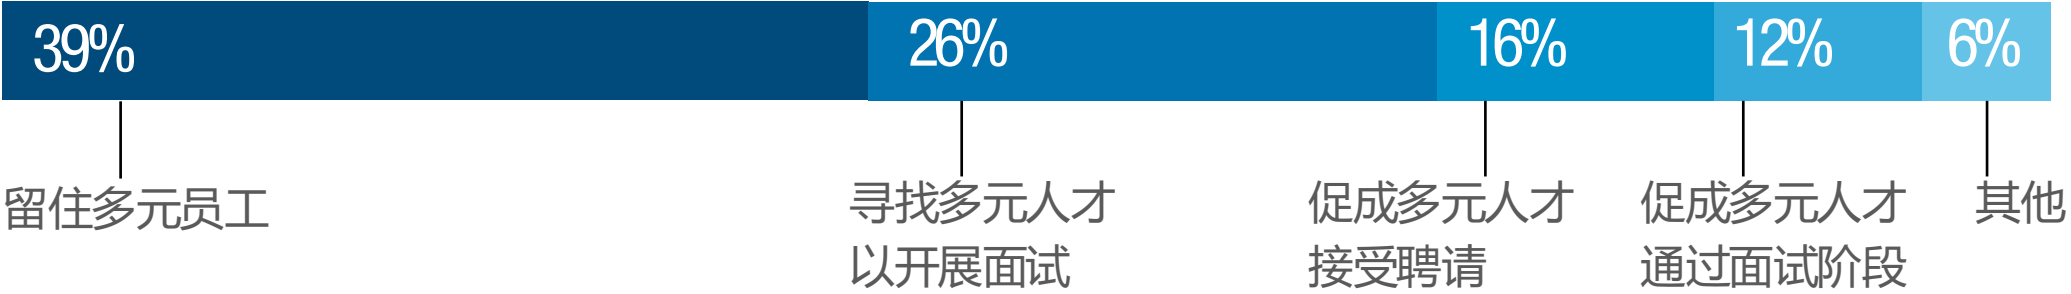 39%
26%
16%
12%
6%
留住多元员工
寻找多元人才
以开展面试
促成多元人才
接受聘请
促成多元人才
通过面试阶段
其他